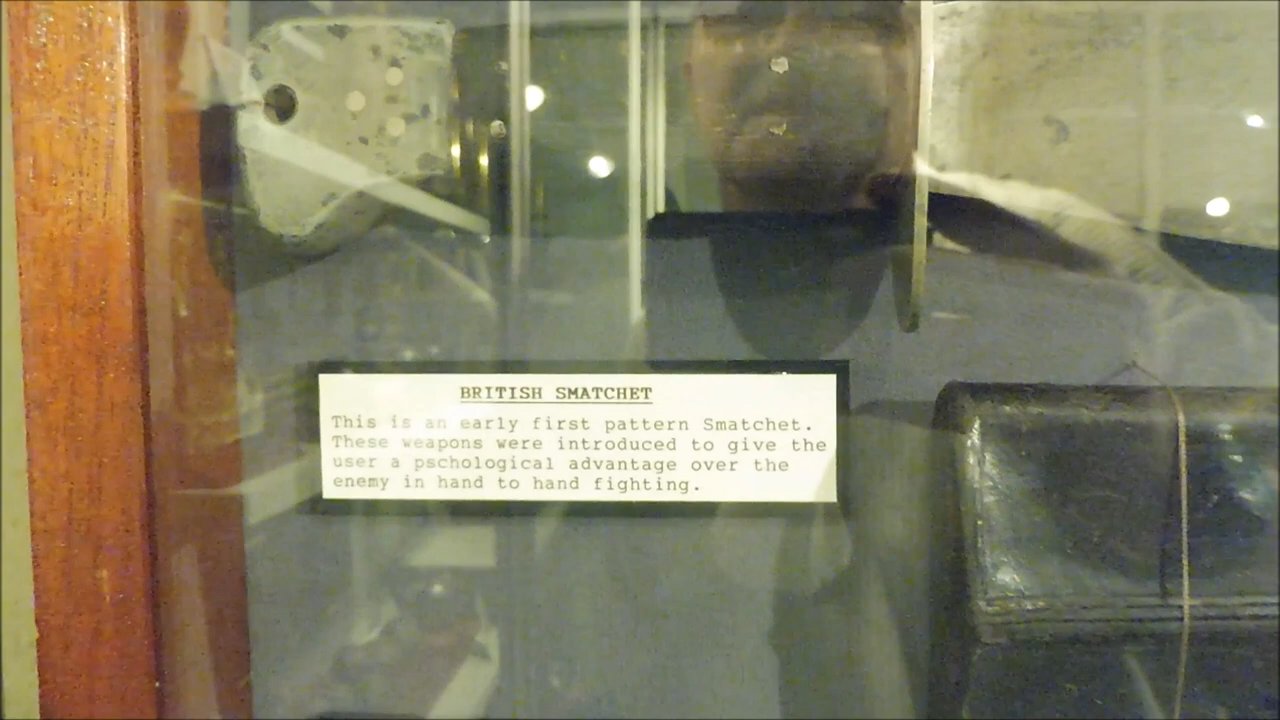 BRITISH SMATCHET
This is an early first pattern Smatchet.
These weapons were introduced to give the
user a pschological advantage over the
enemy in hand to hand fighting.